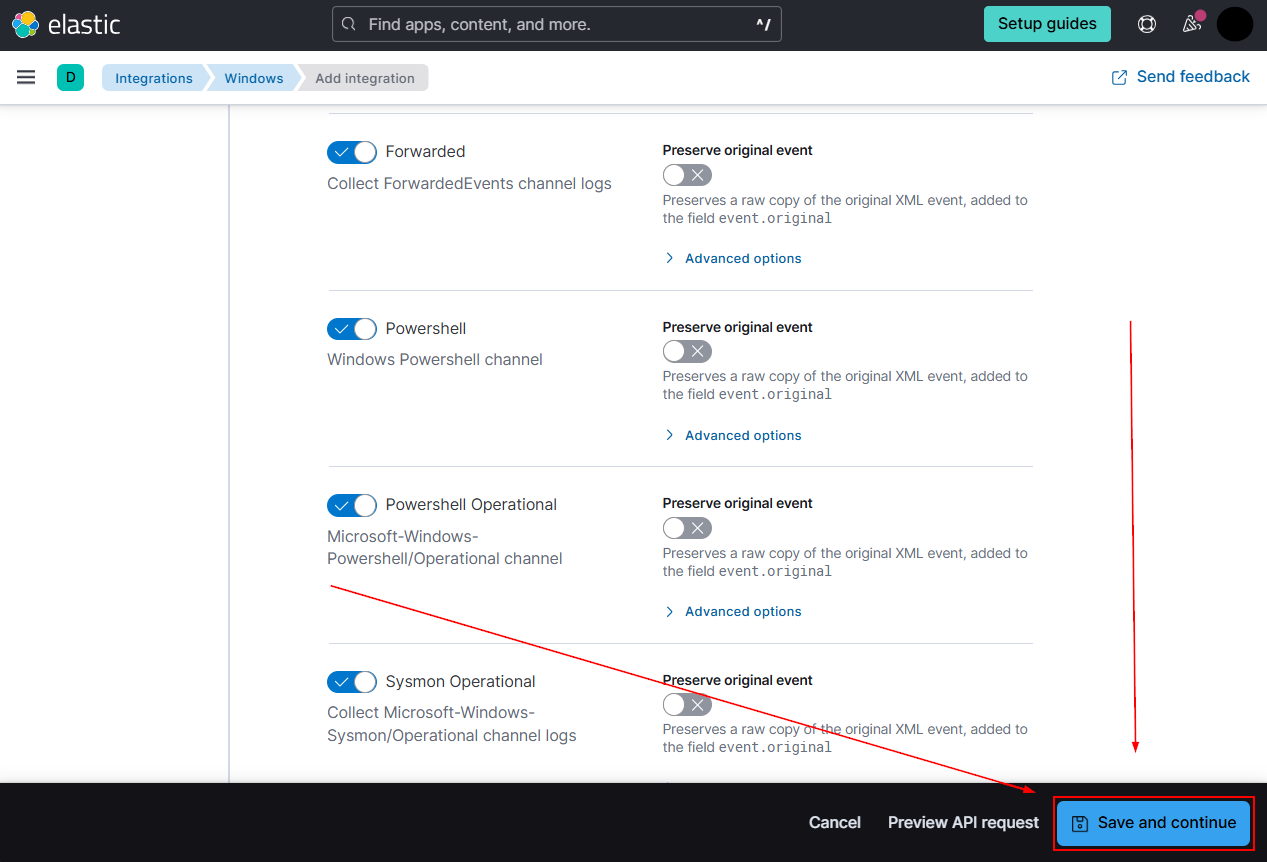 elastic
Find apps, content, and more.
^/
Setup guides
D
Integrations
Windows
Add integration
Send feedback
Forwarded
Collect ForwardedEvents channel logs
Preserve original event
Preserves a raw copy of the original XML event, added to
the field event.original
Advanced options
Powershell
Windows Powershell channel
Preserve original event
Preserves a raw copy of the original XML event, added to
the field event.original
Advanced options
Powershell Operational
Microsoft-Windows-
Powershell/Operational channel
Preserve original event
Preserves a raw copy of the original XML event, added to
the field event.original
Advanced options
Sysmon Operational
Collect Microsoft-Windows-
Sysmon/Operational channel logs
Preserve original event
Preserves a raw copy of the original XML event, added to
the field event.original
Cancel
Preview API request
Save and continue